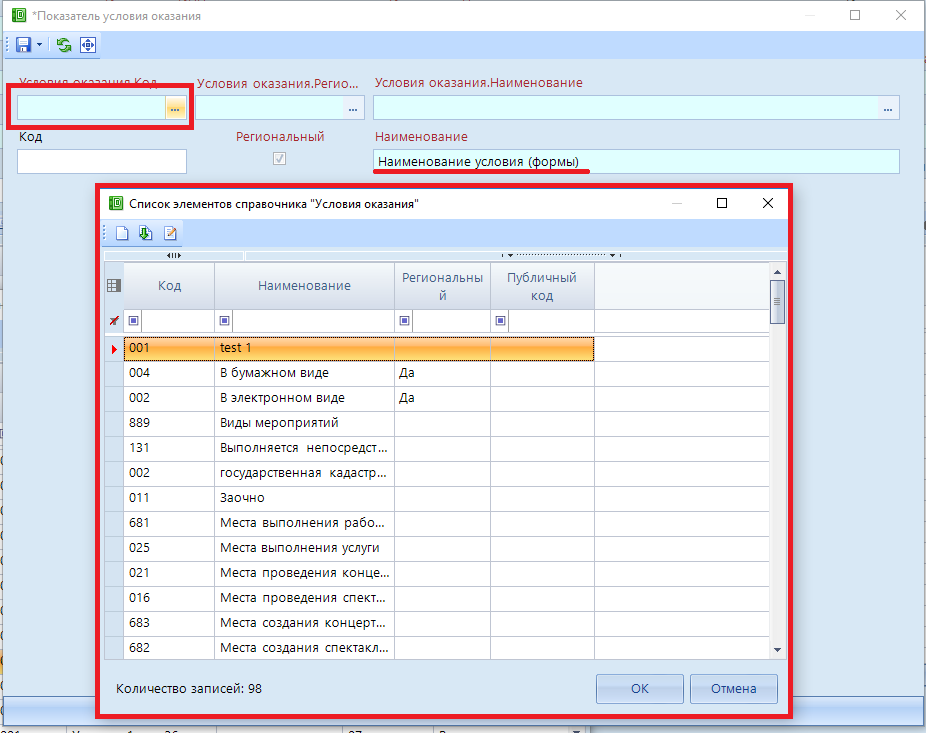 *Показатель условия оказания
Условия оказания.Код
Условия оказания.Регио...
Условия оказания.Наименование
...
...
...
Код
Региональный
Наименование
Наименование условия (формы)
Список элементов справочника "Условия оказания"
Код
Наименование
Региональны
й
Публичный
код
001 test 1
004 В бумажном виде Да
002 В электронном виде Да
889 Виды мероприятий
131 Выполняется непосредст...
002 государственная кадастр...
011 Заочно
681 Места выполнения рабо...
025 Места выполнения услуги
021 Места проведения конце...
016 Места проведения спект...
683 Места создания концерт...
682 Места создания спектакл...
Количество записей: 98
ОК
Отмена